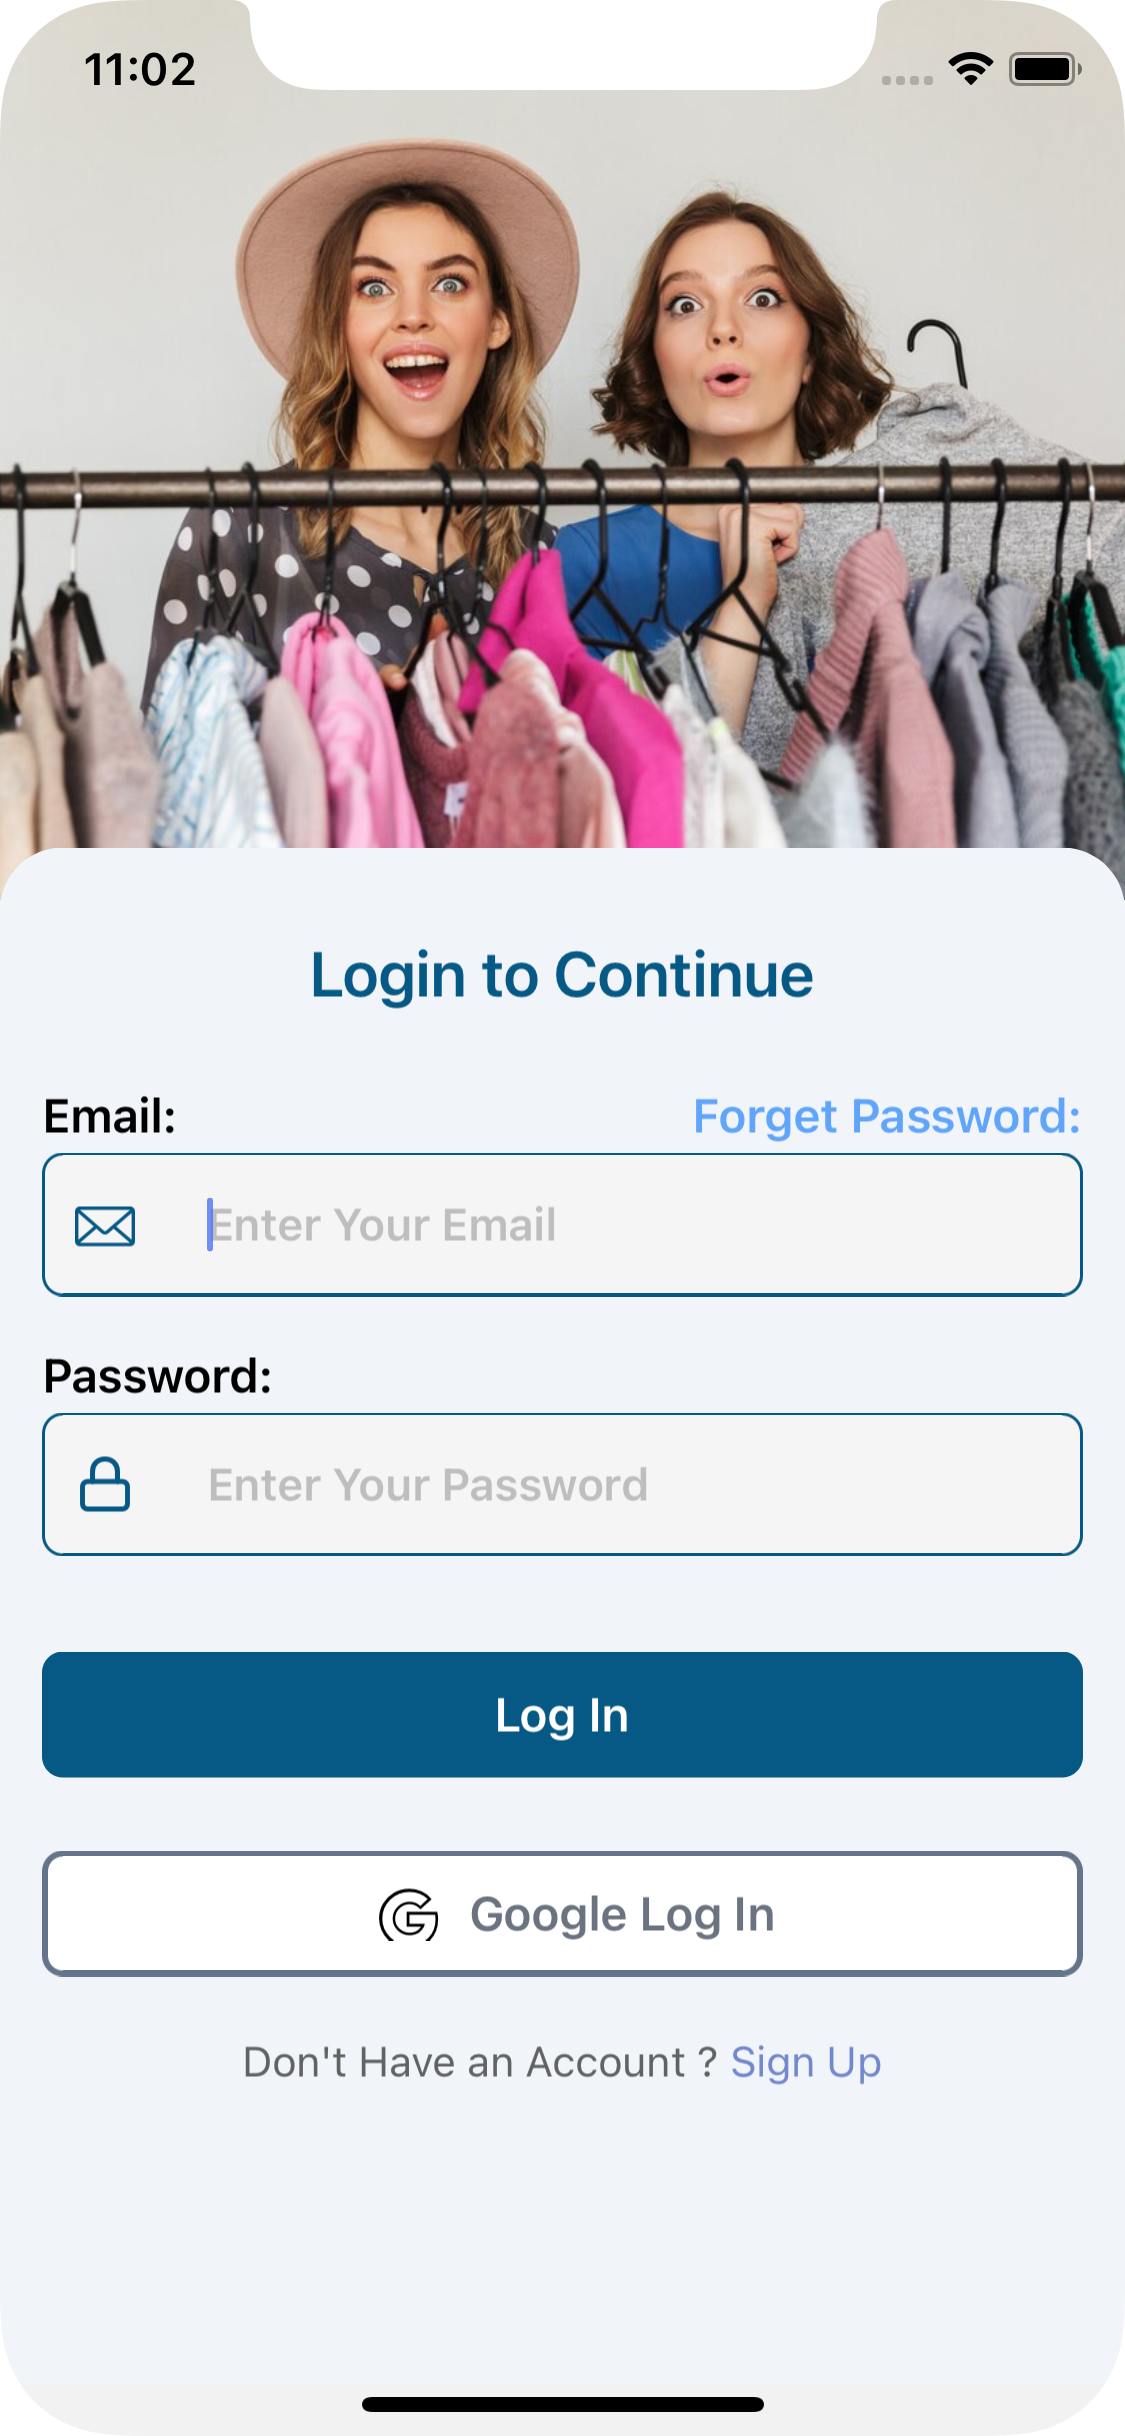 11:02
Login to Continue
Email: Forget Password:
Enter Your Email
Password:
Enter Your Password
Log In
Google Log In
Don't Have an Account ? Sign Up